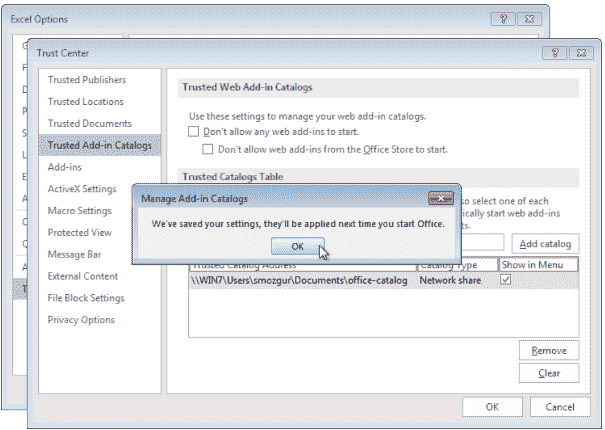 Excel Options
Trust Center
Trusted Publishers
Trusted Locations
Trusted Documents
Trusted Add-in Catalogs
Add-ins
ActiveX Settings
Macro Settings
Protected View
Message Bar
External Content
File Block Settings
Privacy Options
Trusted Web Add-in Catalogs
Use these settings to manage your web add-in catalogs.
Don't allow any web add-ins to start.
Don't allow web add-ins from the Office Store to start.
Trusted Catalogs Table
so select one of each
ically start web add-ins
ts.
Manage Add-in Catalogs
We've saved your settings, they'll be applied next time you start Office.
OK
Add catalog
Trusted Catalog Address Catalog Type Show in Menu
\\WIN7\Users\smozgur\Documents\office-catalog Network share
Remove
Clear
OK Cancel